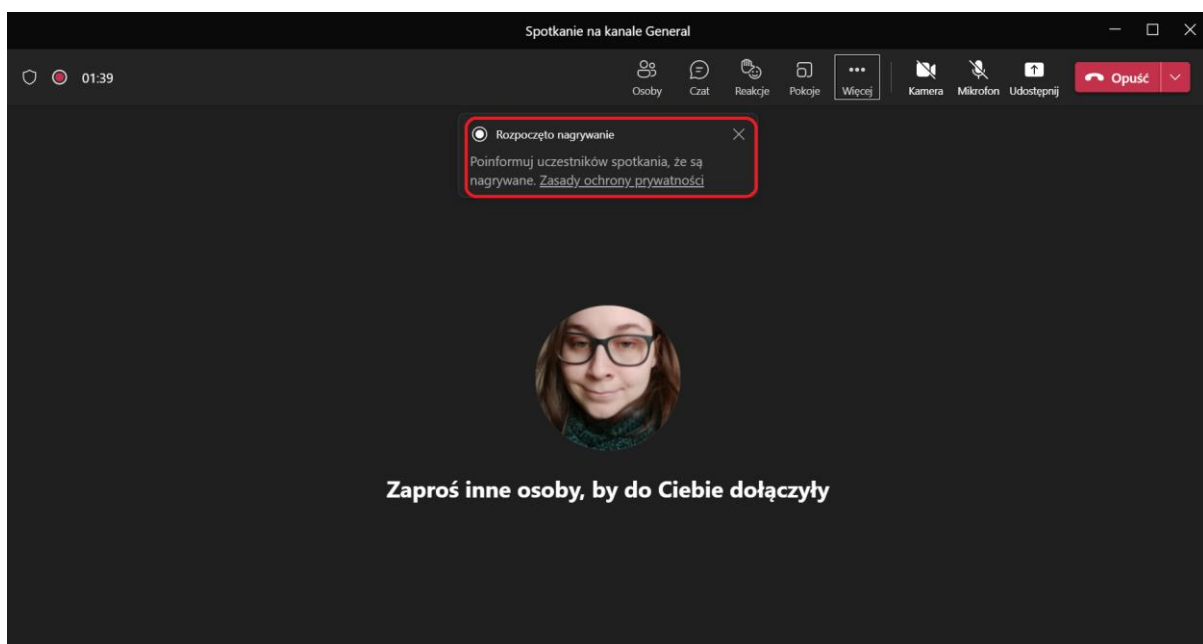 Spotkanie na kanale General
01:39
Osoby Czat Reakcje Pokoje Więcej Kamera Mikrofon Udostępnij Opuść
Rozpoczęto nagrywanie
Poinformuj uczestników spotkania, że są
nagrywane. Zasady ochrony prywatności
Zaproś inne osoby, by do Ciebie dołączyły